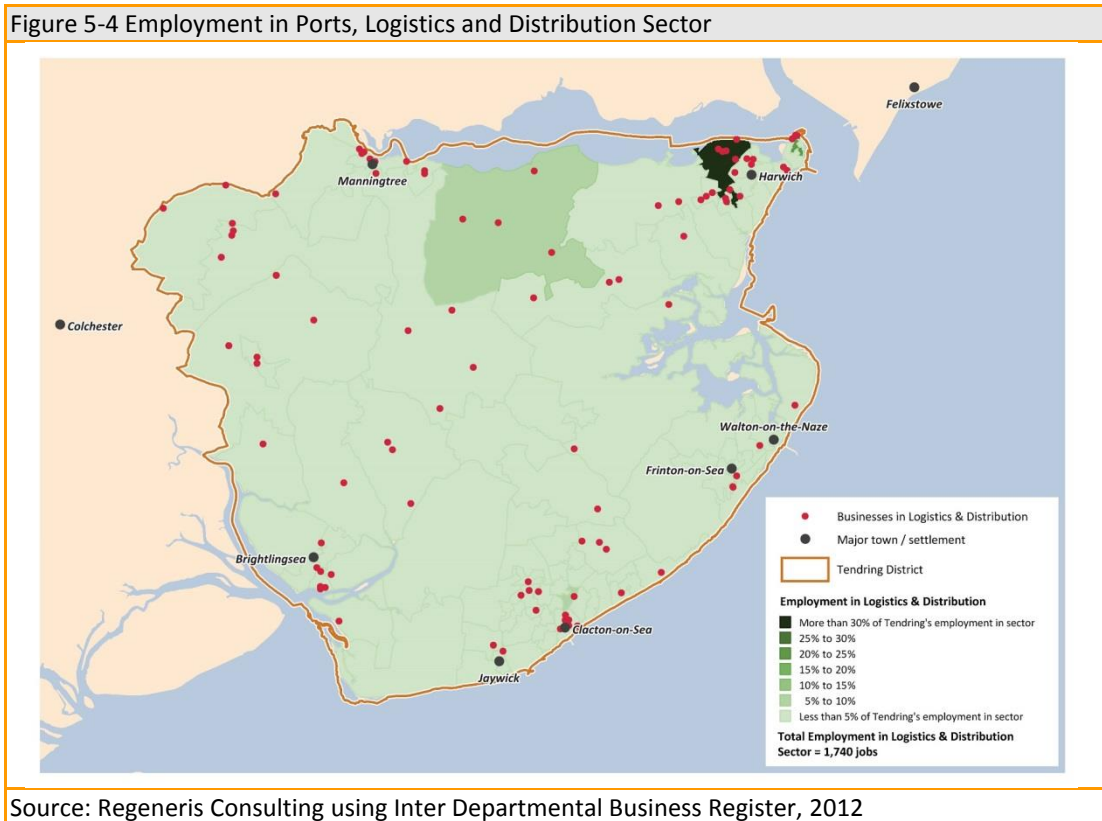 Figure 5-4 Employment in Ports, Logistics and Distribution Sector
Felixstowe
Manningtree
Harwich
Colchester
Walton-on-the-Naze
Frinton-on-Sea
Brightlingsea
Clacton-on-Sea
Jaywick
Businesses in Logistics & Distribution
Major town / settlement
Tendring District
Employment in Logistics & Distribution
More than 30% of Tendring's employment in sector
25% to 30%
20% to 25%
15% to 20%
10% to 15%
5% to 10%
Less than 5% of Tendring's employment in sector
Total Employment in Logistics & Distribution
Sector = 1,740 jobs
Source: Regeneris Consulting using Inter Departmental Business Register, 2012